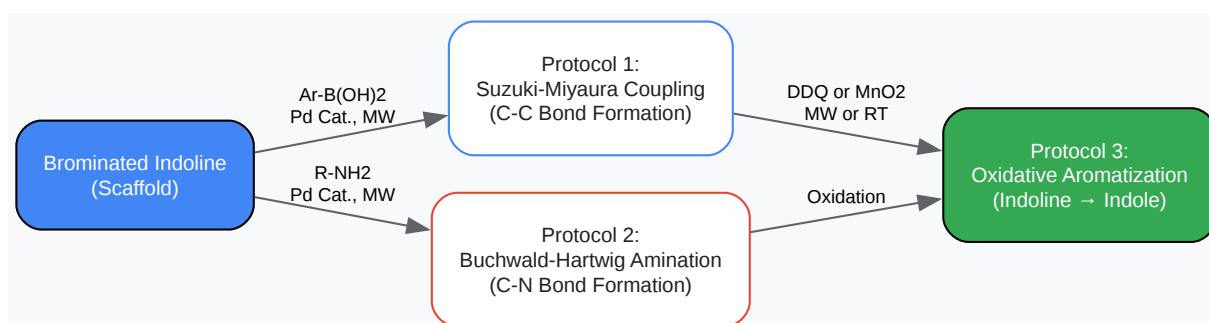 Brominated Indoline
(Scaffold)
Ar-B(OH)2
Pd Cat., MW
R-NH2
Pd Cat., MW
Protocol 1:
Suzuki-Miyaura Coupling
(C-C Bond Formation)
Protocol 2:
Buchwald-Hartwig Amination
(C-N Bond Formation)
DDQ or MnO2
MW or RT
Oxidation
Protocol 3:
Oxidative Aromatization
(Indoline → Indole)